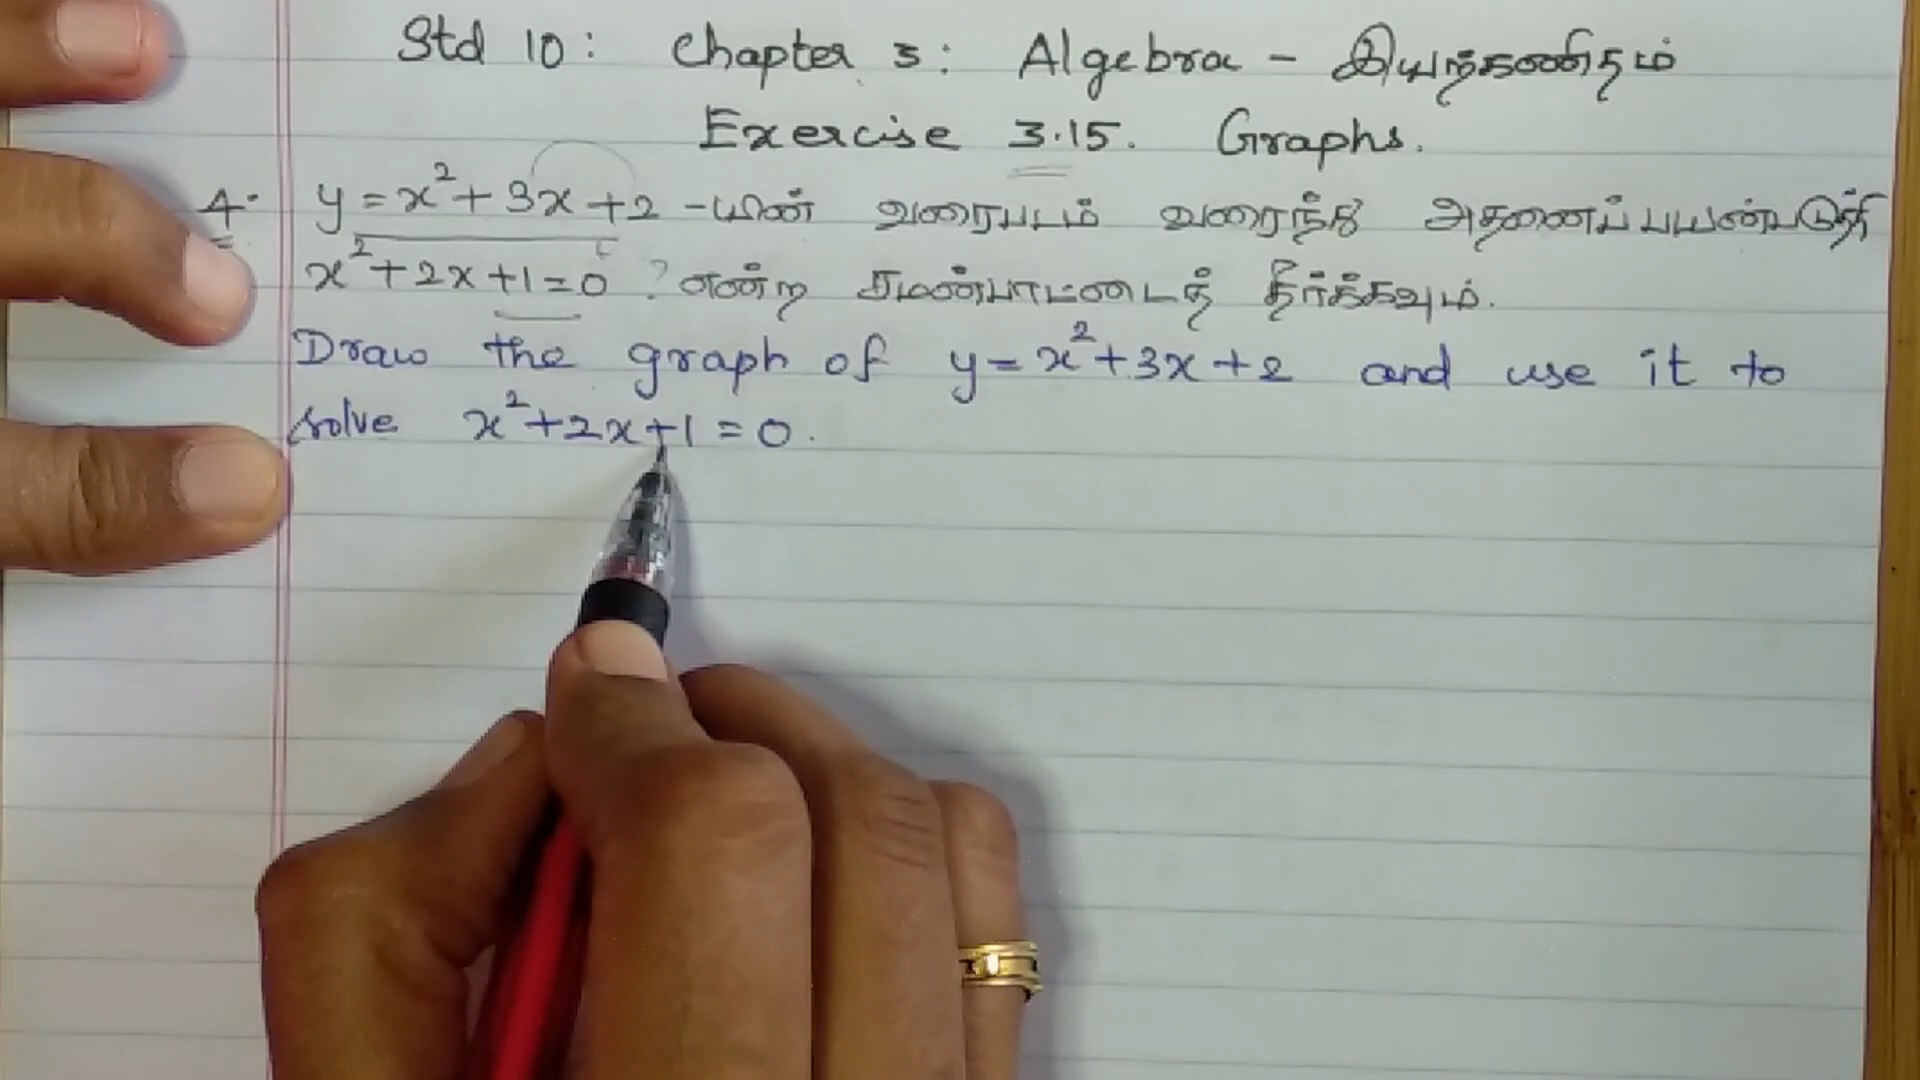 Std 10: Chapter 3: Algebra - இயற்கணிதம்
Exercise 3.15. Graphs.
4. y = x² + 3x + 2 -யின் வரைபடம் வரைந்து அதனைப் பயன்படுத்தி
x² + 2x + 1 = 0 ? என்ற சமன்பாட்டைத் தீர்க்கவும்.
Draw the graph of y = x² + 3x + 2 and use it to
solve x² + 2x + 1 = 0.